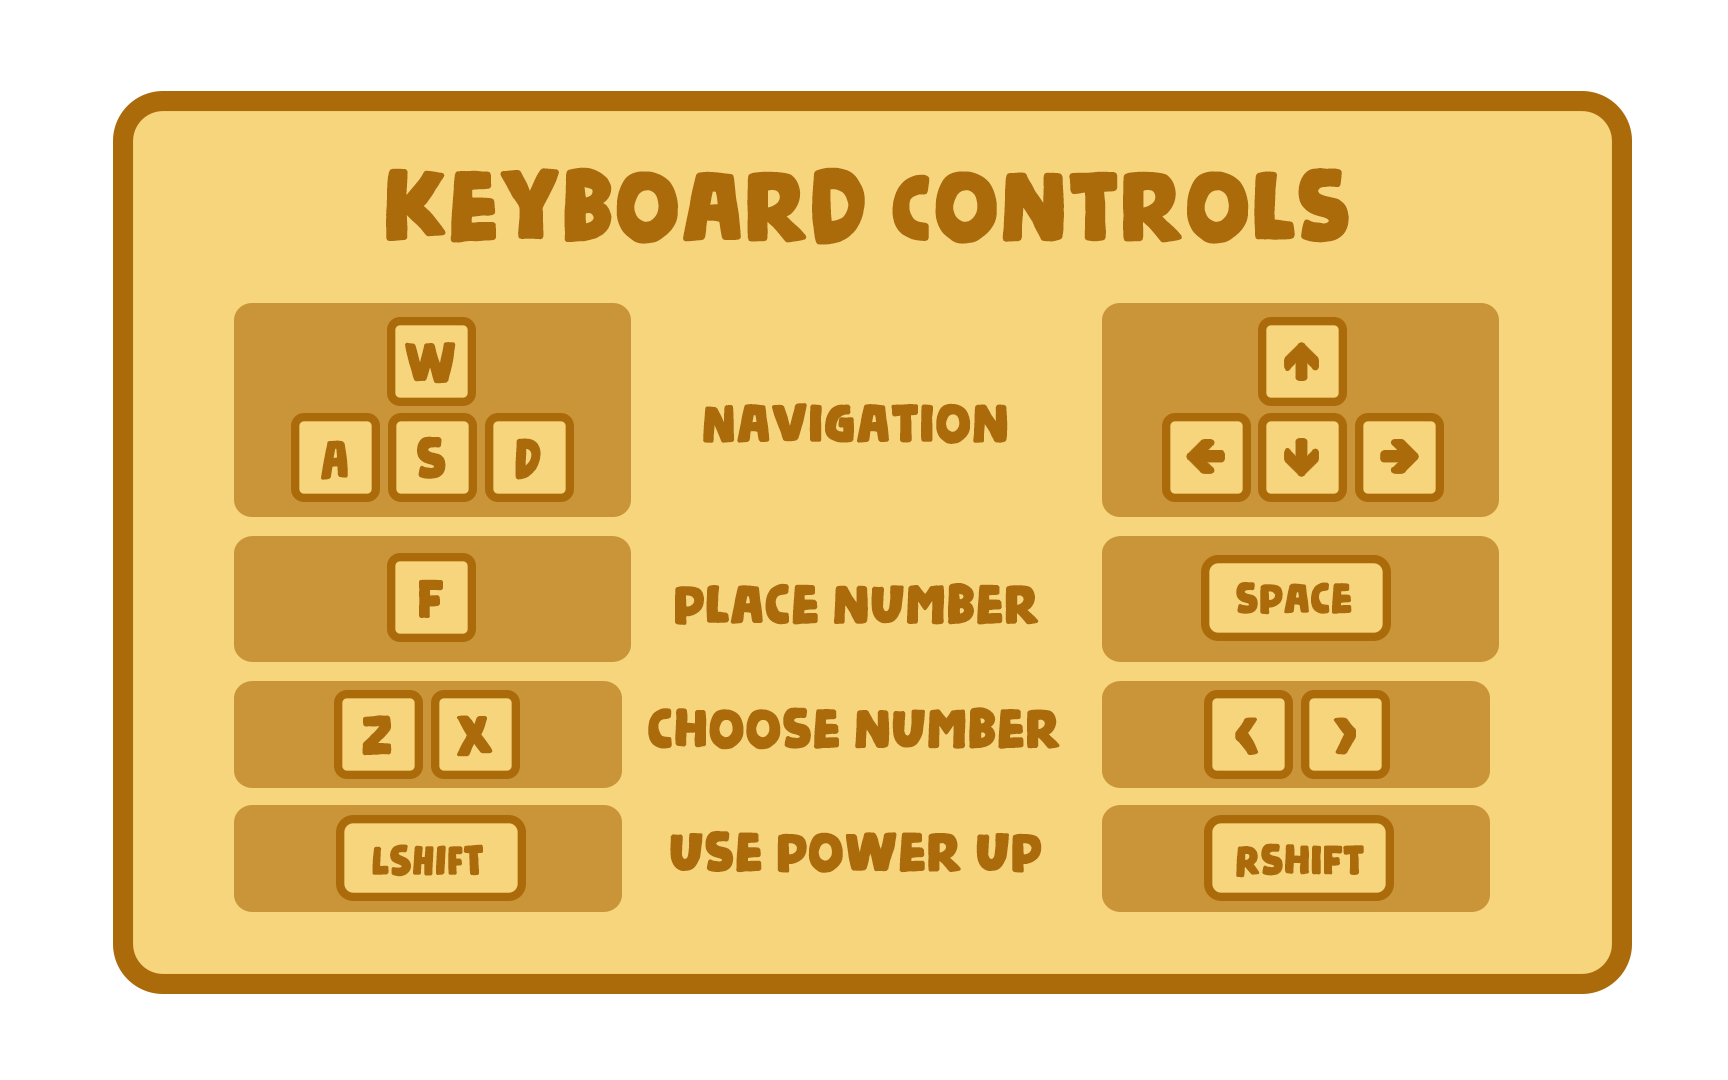 KEYBOARD CONTROLS
W
A S D
NAVIGATION
↑
← ↓ →
F
PLACE NUMBER
SPACE
Z X
CHOOSE NUMBER
< >
LSHIFT
USE POWER UP
RSHIFT